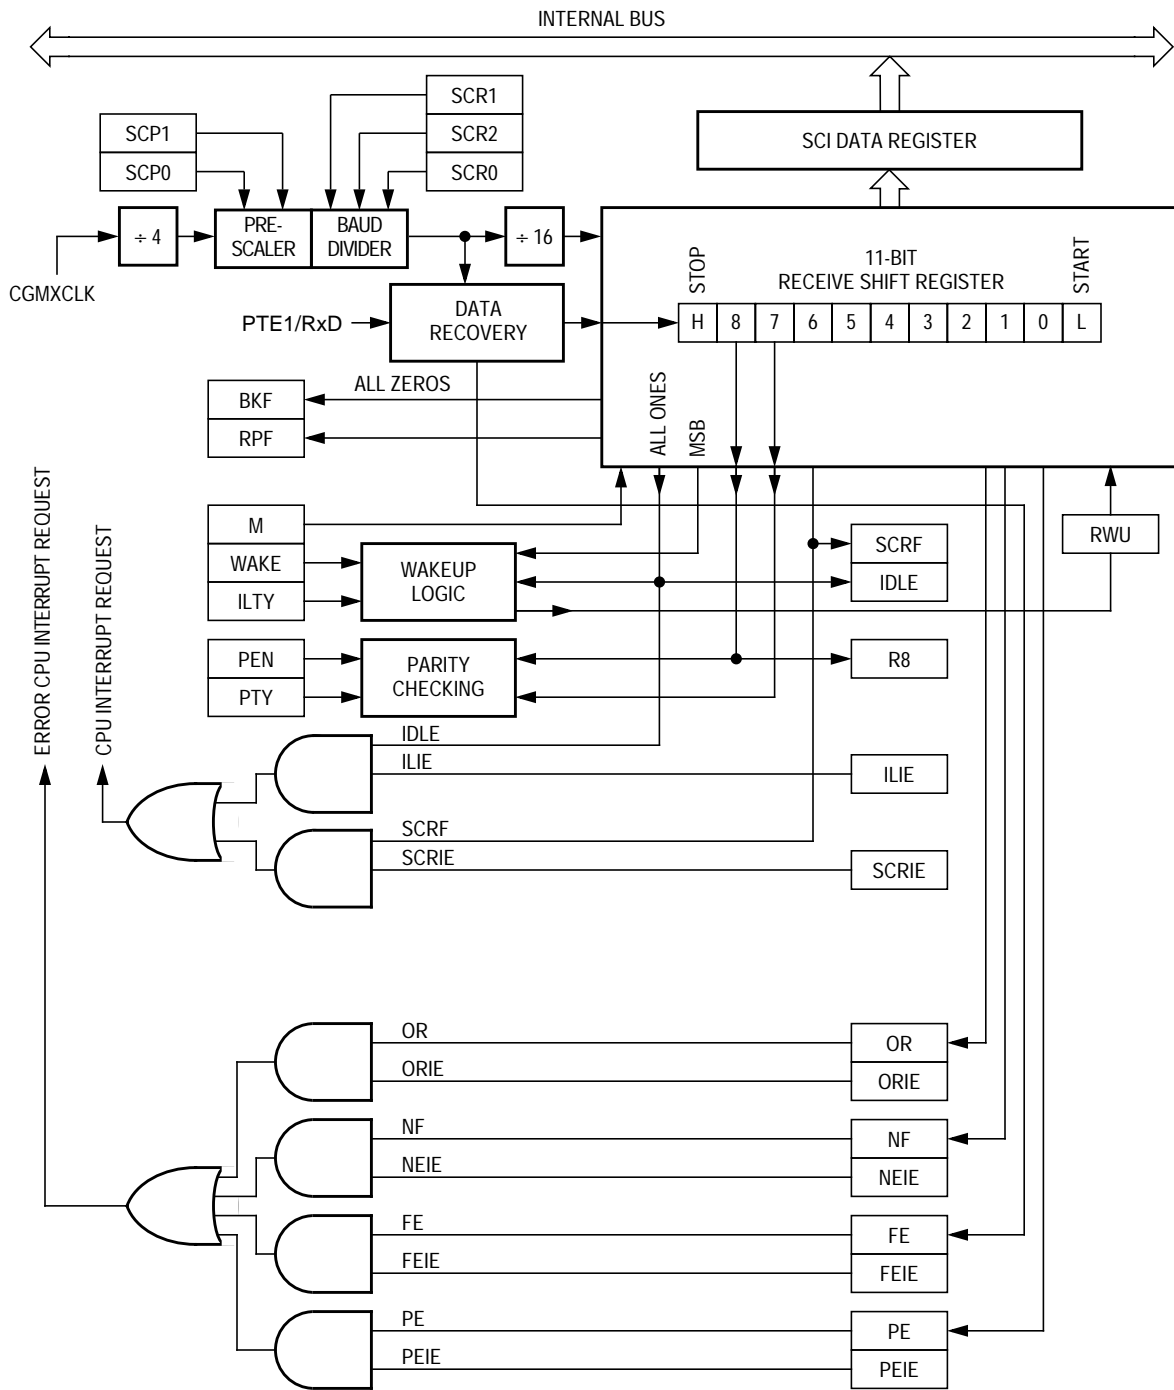 INTERNAL BUS
SCR1
SCP1
SCR2
SCI DATA REGISTER
SCP0
SCR0
÷ 4
PRE-
SCALER
BAUD
DIVIDER
÷ 16
STOP
11-BIT
RECEIVE SHIFT REGISTER
START
CGMXCLK
PTE1/RxD
DATA
RECOVERY
H 8 7 6 5 4 3 2 1 0 L
ALL ZEROS
BKF
RPF
ALL ONES
MSB
ERROR CPU INTERRUPT REQUEST
CPU INTERRUPT REQUEST
M
WAKE
ILTY
WAKEUP
LOGIC
SCRF
IDLE
RWU
PEN
PTY
PARITY
CHECKING
R8
IDLE
ILIE
ILIE
SCRF
SCRIE
SCRIE
OR
OR
ORIE
ORIE
NF
NF
NEIE
NEIE
FE
FE
FEIE
FEIE
PE
PE
PEIE
PEIE